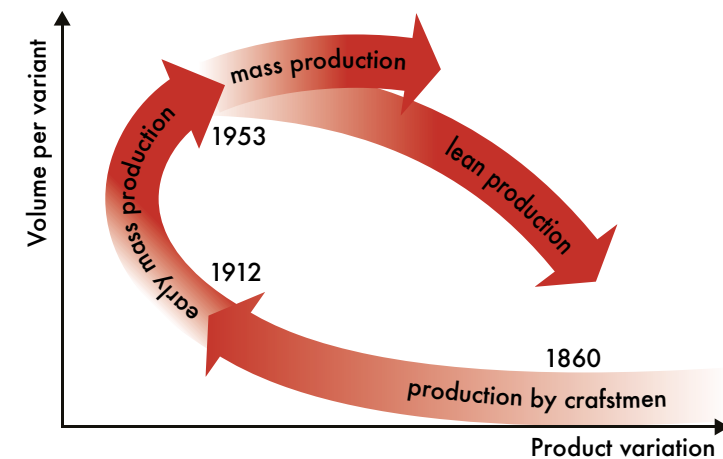 Volume per variant
mass production
1953
early mass production
lean production
1912
1860
production by crafstmen
Product variation